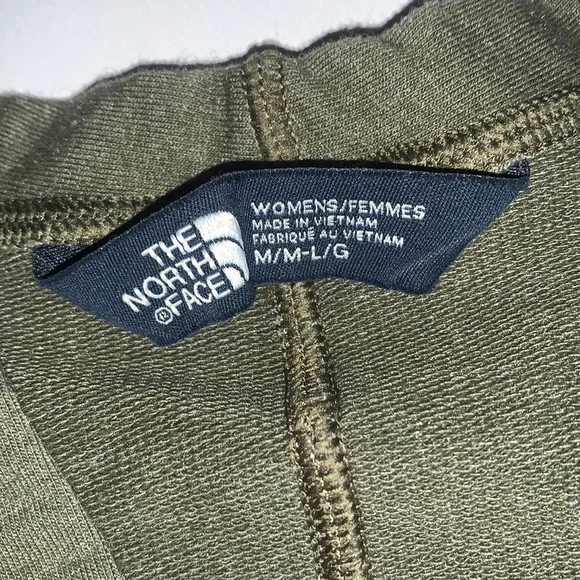 THE
NORTH
®FACE
WOMENS/FEMMES
MADE IN VIETNAM
FABRIQUÉ AU VIETNAM
M/M-L/G